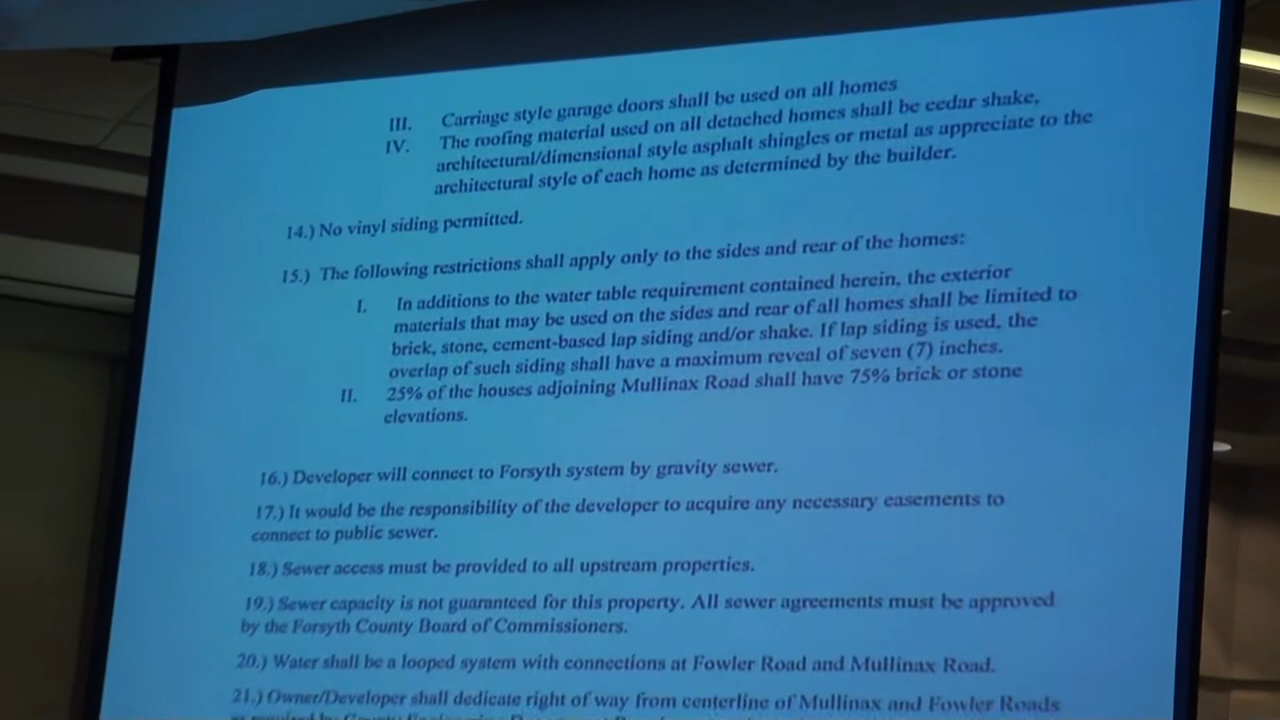 III. Carriage style garage doors shall be used on all homes
IV. The roofing material used on all detached homes shall be cedar shake,
architectural/dimensional style asphalt shingles or metal as appreciate to the
architectural style of each home as determined by the builder.
14.) No vinyl siding permitted.
15.) The following restrictions shall apply only to the sides and rear of the homes:
I. In additions to the water table requirement contained herein, the exterior
materials that may be used on the sides and rear of all homes shall be limited to
brick, stone, cement-based lap siding and/or shake. If lap siding is used, the
overlap of such siding shall have a maximum reveal of seven (7) inches.
II. 25% of the houses adjoining Mullinax Road shall have 75% brick or stone
elevations.
16.) Developer will connect to Forsyth system by gravity sewer.
17.) It would be the responsibility of the developer to acquire any necessary easements to
connect to public sewer.
18.) Sewer access must be provided to all upstream properties.
19.) Sewer capacity is not guaranteed for this property. All sewer agreements must be approved
by the Forsyth County Board of Commissioners.
20.) Water shall be a looped system with connections at Fowler Road and Mullinax Road.
21.) Owner/Developer shall dedicate right of way from centerline of Mullinax and Fowler Roads